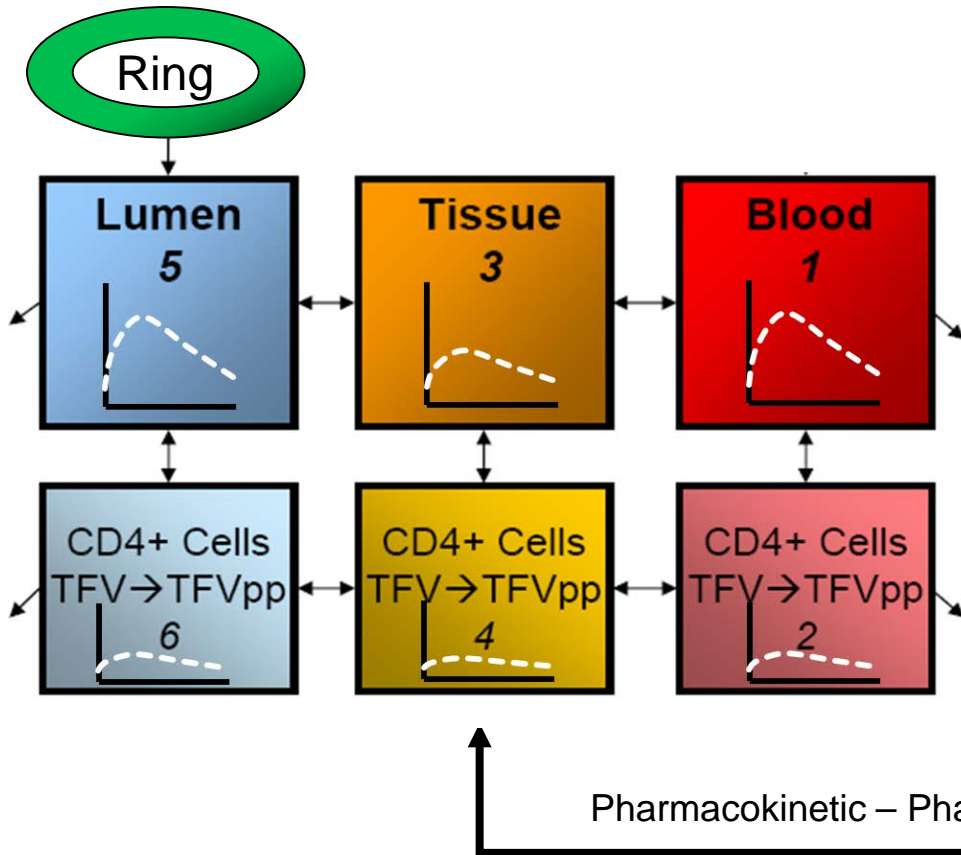 Ring
Lumen
5
Tissue
3
Blood
1
CD4+ Cells
TFV→TFVpp
6
CD4+ Cells
TFV→TFVpp
4
CD4+ Cells
TFV→TFVpp
2
Pharmacokinetic – Pha